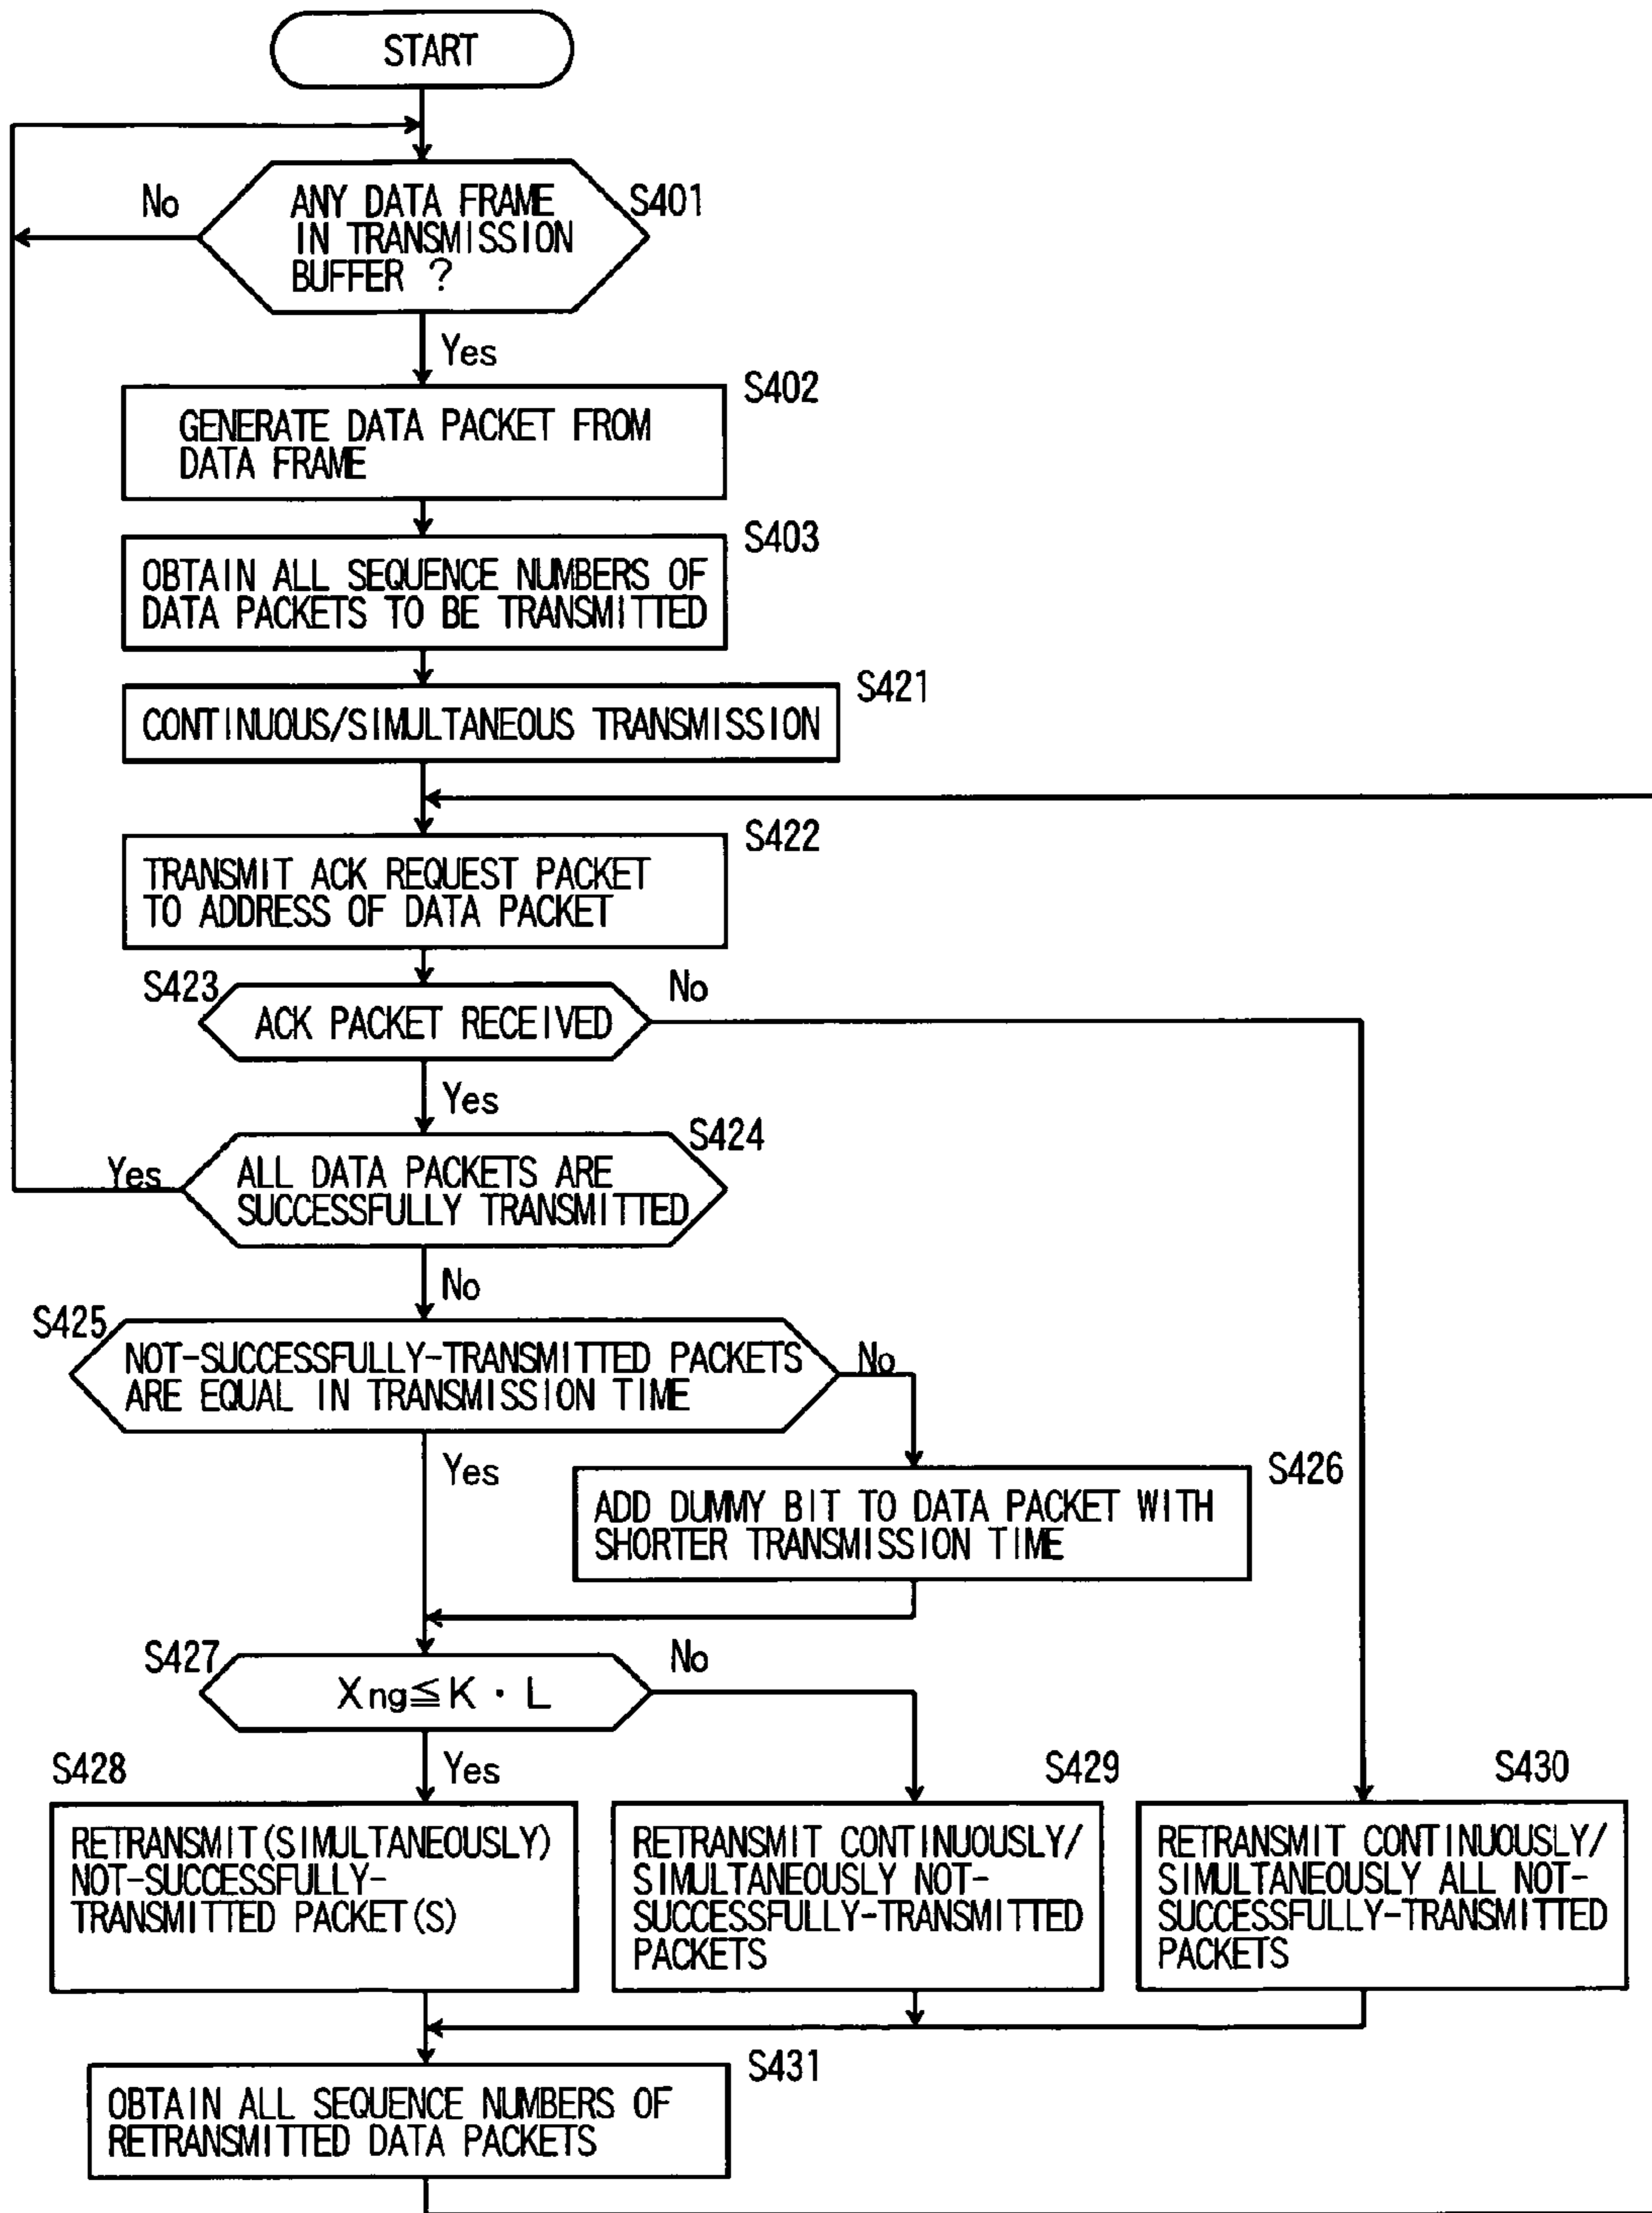 START
No
ANY DATA FRAME
IN TRANSMISSION
BUFFER ?
S401
Yes
S402
GENERATE DATA PACKET FROM
DATA FRAME
S403
OBTAIN ALL SEQUENCE NUMBERS OF
DATA PACKETS TO BE TRANSMITTED
S421
CONTINUOUS/SIMULTANEOUS TRANSMISSION
S422
TRANSMIT ACK REQUEST PACKET
TO ADDRESS OF DATA PACKET
S423
No
ACK PACKET RECEIVED
Yes
S424
Yes
ALL DATA PACKETS ARE
SUCCESSFULLY TRANSMITTED
No
S425
NOT-SUCCESSFULLY-TRANSMITTED PACKETS
ARE EQUAL IN TRANSMISSION TIME
No
Yes
S426
ADD DUMMY BIT TO DATA PACKET WITH
SHORTER TRANSMISSION TIME
S427
No
Xng≦K・L
S428
Yes
S429
S430
RETRANSMIT(SIMULTANEOUSLY)
NOT-SUCCESSFULLY-
TRANSMITTED PACKET(S)
RETRANSMIT CONTINUOUSLY/
SIMULTANEOUSLY NOT-
SUCCESSFULLY-TRANSMITTED
PACKETS
RETRANSMIT CONTINUOUSLY/
SIMULTANEOUSLY ALL NOT-
SUCCESSFULLY-TRANSMITTED
PACKETS
S431
OBTAIN ALL SEQUENCE NUMBERS OF
RETRANSMITTED DATA PACKETS